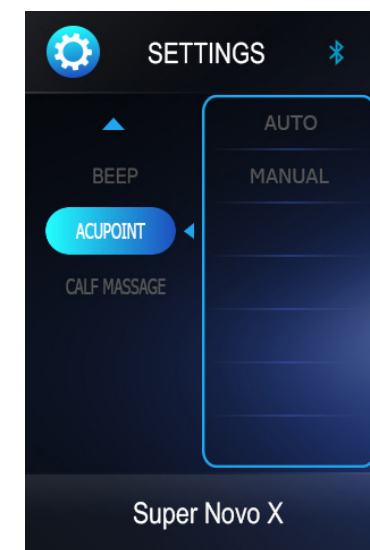 SETTINGS
AUTO
BEEP
MANUAL
ACUPOINT
CALF MASSAGE
Super Novo X